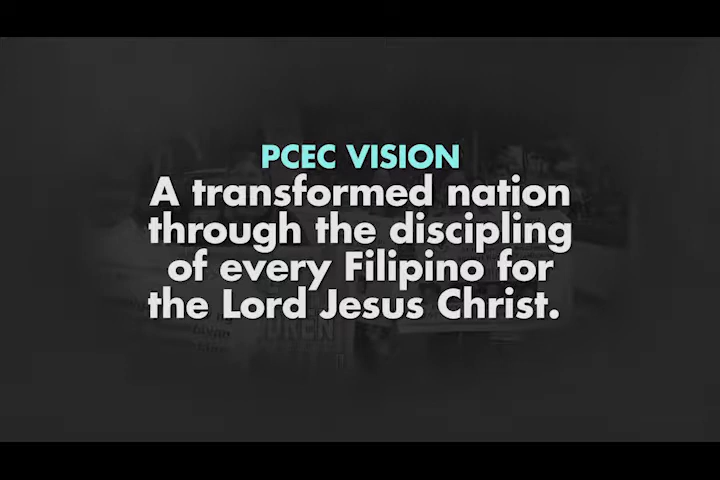 PCEC VISION
A transformed nation
through the discipling
of every Filipino for
the Lord Jesus Christ.